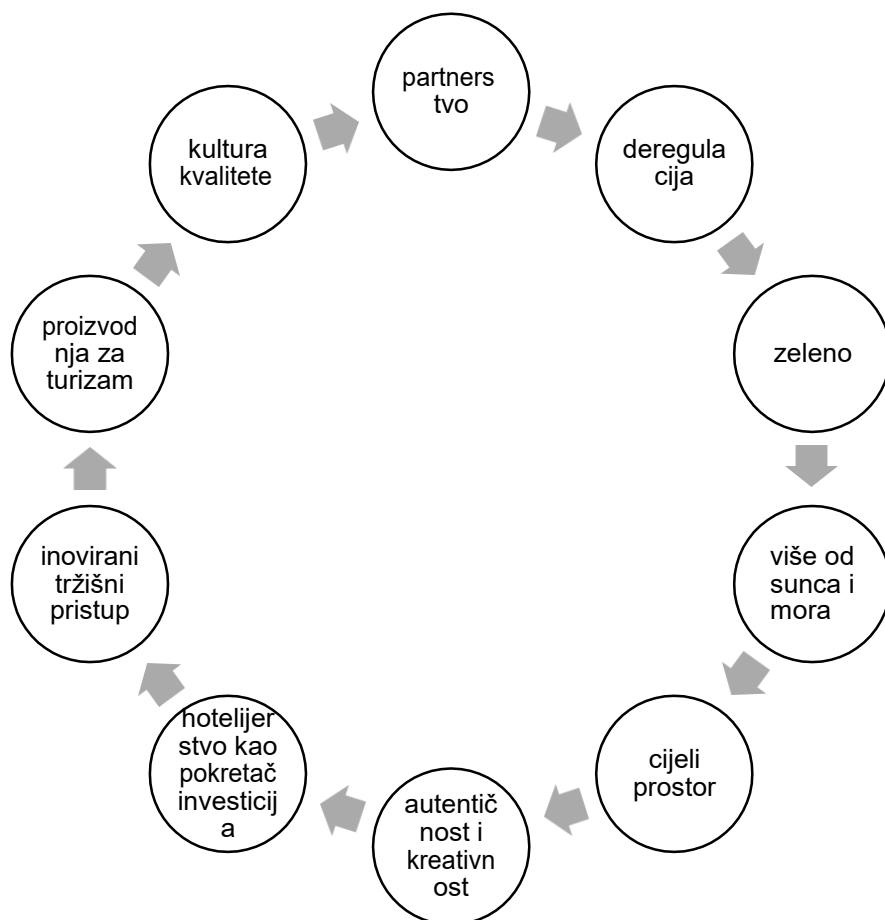 partners
tvo
deregula
cija
zeleno
više od
sunca i
mora
cijeli
prostor
autentič
nost i
kreativn
ost
hotelijer
stvo kao
pokretač
investicij
a
inovirani
tržišni
pristup
proizvod
nja za
turizam
kultura
kvalitete